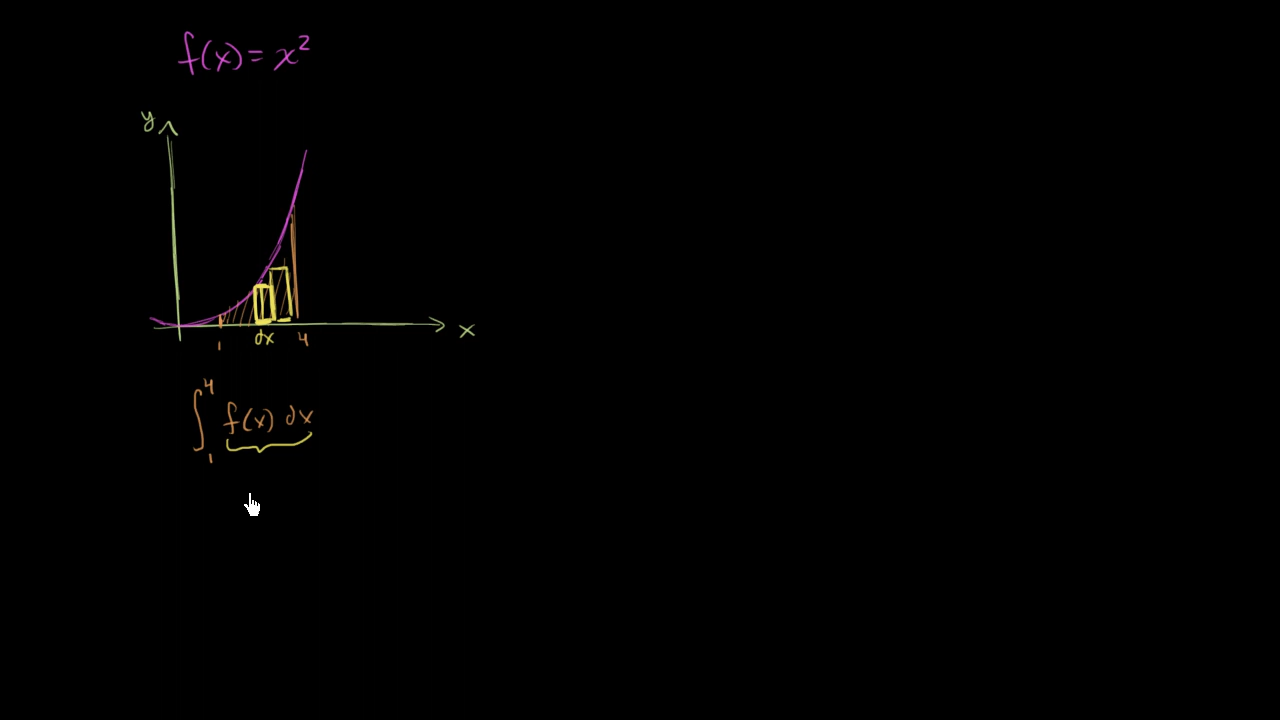 f(x) = x²
y
x
1 dx 4
∫₁⁴ f(x) dx